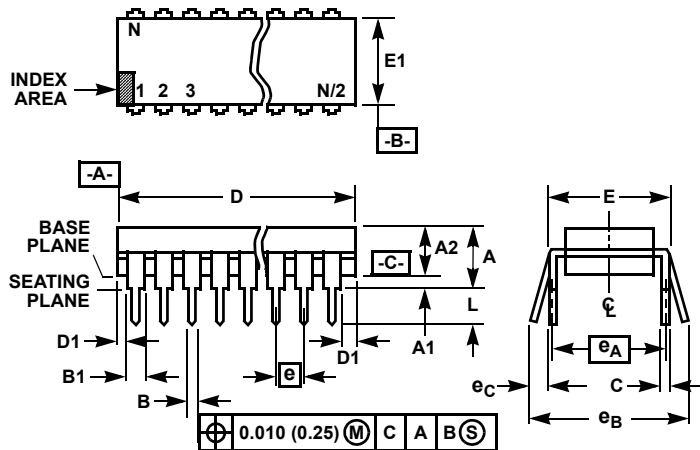 N
INDEX
AREA
1 2 3 N/2
E1
-B-
-A-
D
E
BASE
PLANE
A2
A
-C-
SEATING
PLANE
L
D1
A1
D1
B1
e
B
℄
eA
eC
C
eB
⌖ 0.010 (0.25) Ⓜ C A B Ⓢ